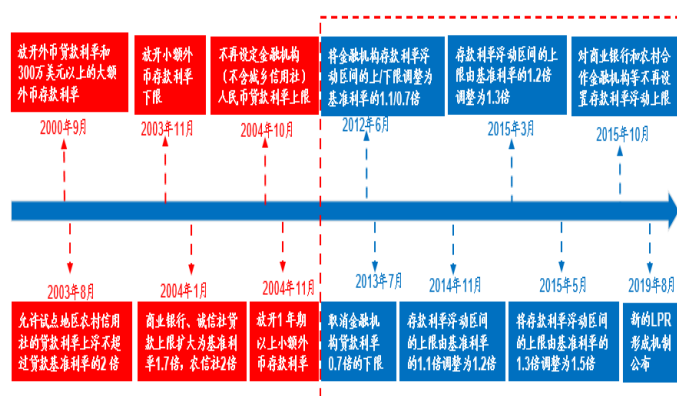 放开外币贷款利率和
300万美元以上的大额
外币存款利率
放开小额外
币存款利率
下限
不再设定金融机构
（不含城乡信用社）
人民币贷款利率上限
将金融机构存款利率浮
动区间的上/下限调整为
基准利率的1.1/0.7倍
存款利率浮动区间的上
限由基准利率的1.2倍
调整为1.3倍
对商业银行和农村合
作金融机构等不再设
置存款利率浮动上限
2000年9月
2003年11月
2004年10月
2012年6月
2015年3月
2015年10月
2003年8月
2004年1月
2004年11月
2013年7月
2014年11月
2015年5月
2019年8月
允许试点地区农村信用
社的贷款利率上浮不超
过贷款基准利率的2倍
商业银行、诚信社贷
款上限扩大为基准利
率1.7倍，农信社2倍
放开1年期
以上小额外
币存款利率
取消金融机
构贷款利率
0.7倍的下限
存款利率浮动区间
的上限由基准利率
的1.1倍调整为1.2倍
将存款利率浮动区间
的上限由基准利率的
1.3倍调整为1.5倍
新的LPR
形成机制
公布